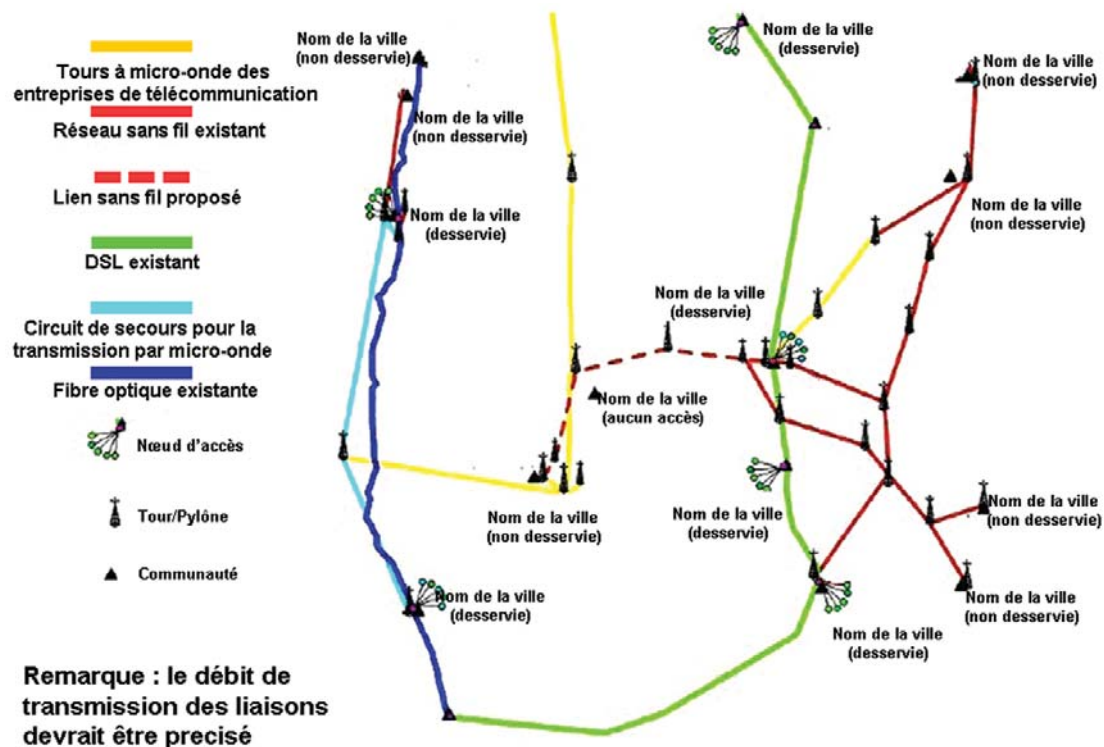 Tours à micro-onde des
entreprises de télécommunication
Réseau sans fil existant
Lien sans fil proposé
DSL existant
Circuit de secours pour la
transmission par micro-onde
Fibre optique existante
Nœud d'accès
Tour/Pylône
Communauté
Remarque : le débit de
transmission des liaisons
devrait être precisé
Nom de la ville
(non desservie)
Nom de la ville
(non desservie)
Nom de la ville
(desservie)
Nom de la ville
(desservie)
Nom de la ville
(non desservie)
Nom de la ville
(non desservie)
Nom de la ville
(desservie)
Nom de la ville
(aucun accès)
Nom de la ville
(non desservie)
Nom de la ville
(desservie)
Nom de la ville
(non desservie)
Nom de la ville
(desservie)
Nom de la ville
(desservie)
Nom de la ville
(non desservie)